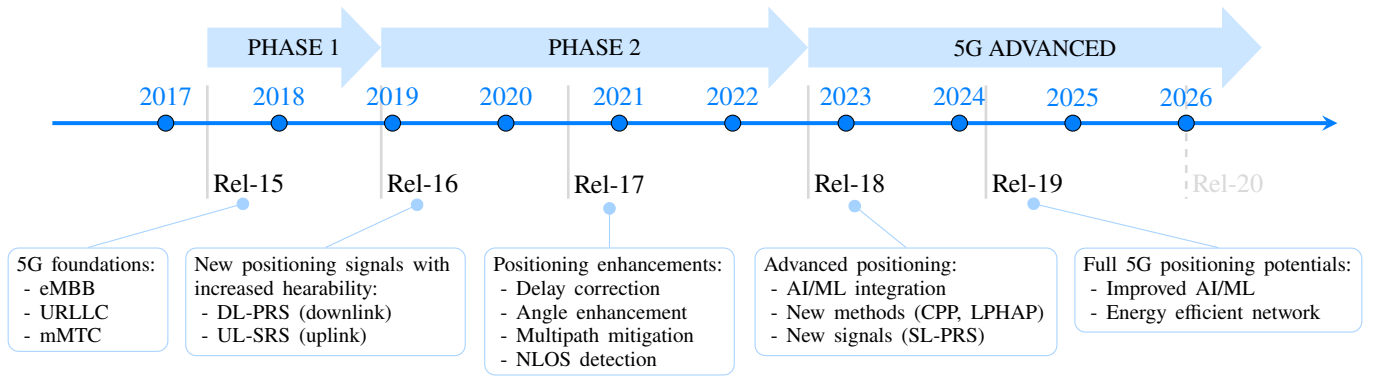 PHASE 1
PHASE 2
5G ADVANCED
2017
2018
2019
2020
2021
2022
2023
2024
2025
2026
Rel-15
Rel-16
Rel-17
Rel-18
Rel-19
Rel-20
5G foundations:
- eMBB
- URLLC
- mMTC
New positioning signals with
increased hearability:
- DL-PRS (downlink)
- UL-SRS (uplink)
Positioning enhancements:
- Delay correction
- Angle enhancement
- Multipath mitigation
- NLOS detection
Advanced positioning:
- AI/ML integration
- New methods (CPP, LPHAP)
- New signals (SL-PRS)
Full 5G positioning potentials:
- Improved AI/ML
- Energy efficient network